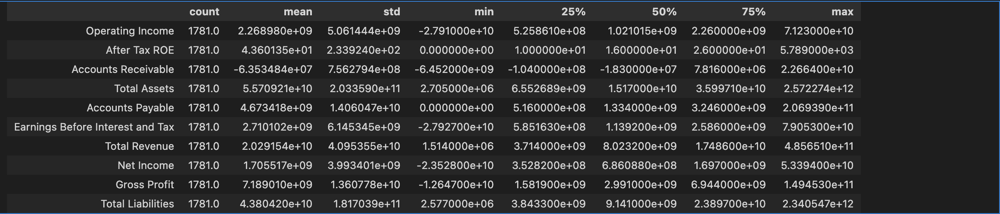 count mean std min 25% 50% 75% max
Operating Income 1781.0 2.268980e+09 5.061444e+09 -2.791000e+10 5.258610e+08 1.021015e+09 2.260000e+09 7.123000e+10
After Tax ROE 1781.0 4.360135e+01 2.339240e+02 0.000000e+00 1.000000e+01 1.600000e+01 2.600000e+01 5.789000e+03
Accounts Receivable 1781.0 -6.353484e+07 7.562794e+08 -6.452000e+09 -1.040000e+08 -1.830000e+07 7.816000e+06 2.266400e+10
Total Assets 1781.0 5.570921e+10 2.033590e+11 2.705000e+06 6.552689e+09 1.517000e+10 3.599710e+10 2.572274e+12
Accounts Payable 1781.0 4.673418e+09 1.406047e+10 0.000000e+00 5.160000e+08 1.334000e+09 3.246000e+09 2.069390e+11
Earnings Before Interest and Tax 1781.0 2.710102e+09 6.145345e+09 -2.792700e+10 5.851630e+08 1.139200e+09 2.586000e+09 7.905300e+10
Total Revenue 1781.0 2.029154e+10 4.095355e+10 1.514000e+06 3.714000e+09 8.023200e+09 1.748600e+10 4.856510e+11
Net Income 1781.0 1.705517e+09 3.993401e+09 -2.352800e+10 3.528200e+08 6.860880e+08 1.697000e+09 5.339400e+10
Gross Profit 1781.0 7.189010e+09 1.360778e+10 -1.264700e+10 1.581900e+09 2.991000e+09 6.944000e+09 1.494530e+11
Total Liabilities 1781.0 4.380420e+10 1.817039e+11 2.577000e+06 3.843300e+09 9.141000e+09 2.389700e+10 2.340547e+12